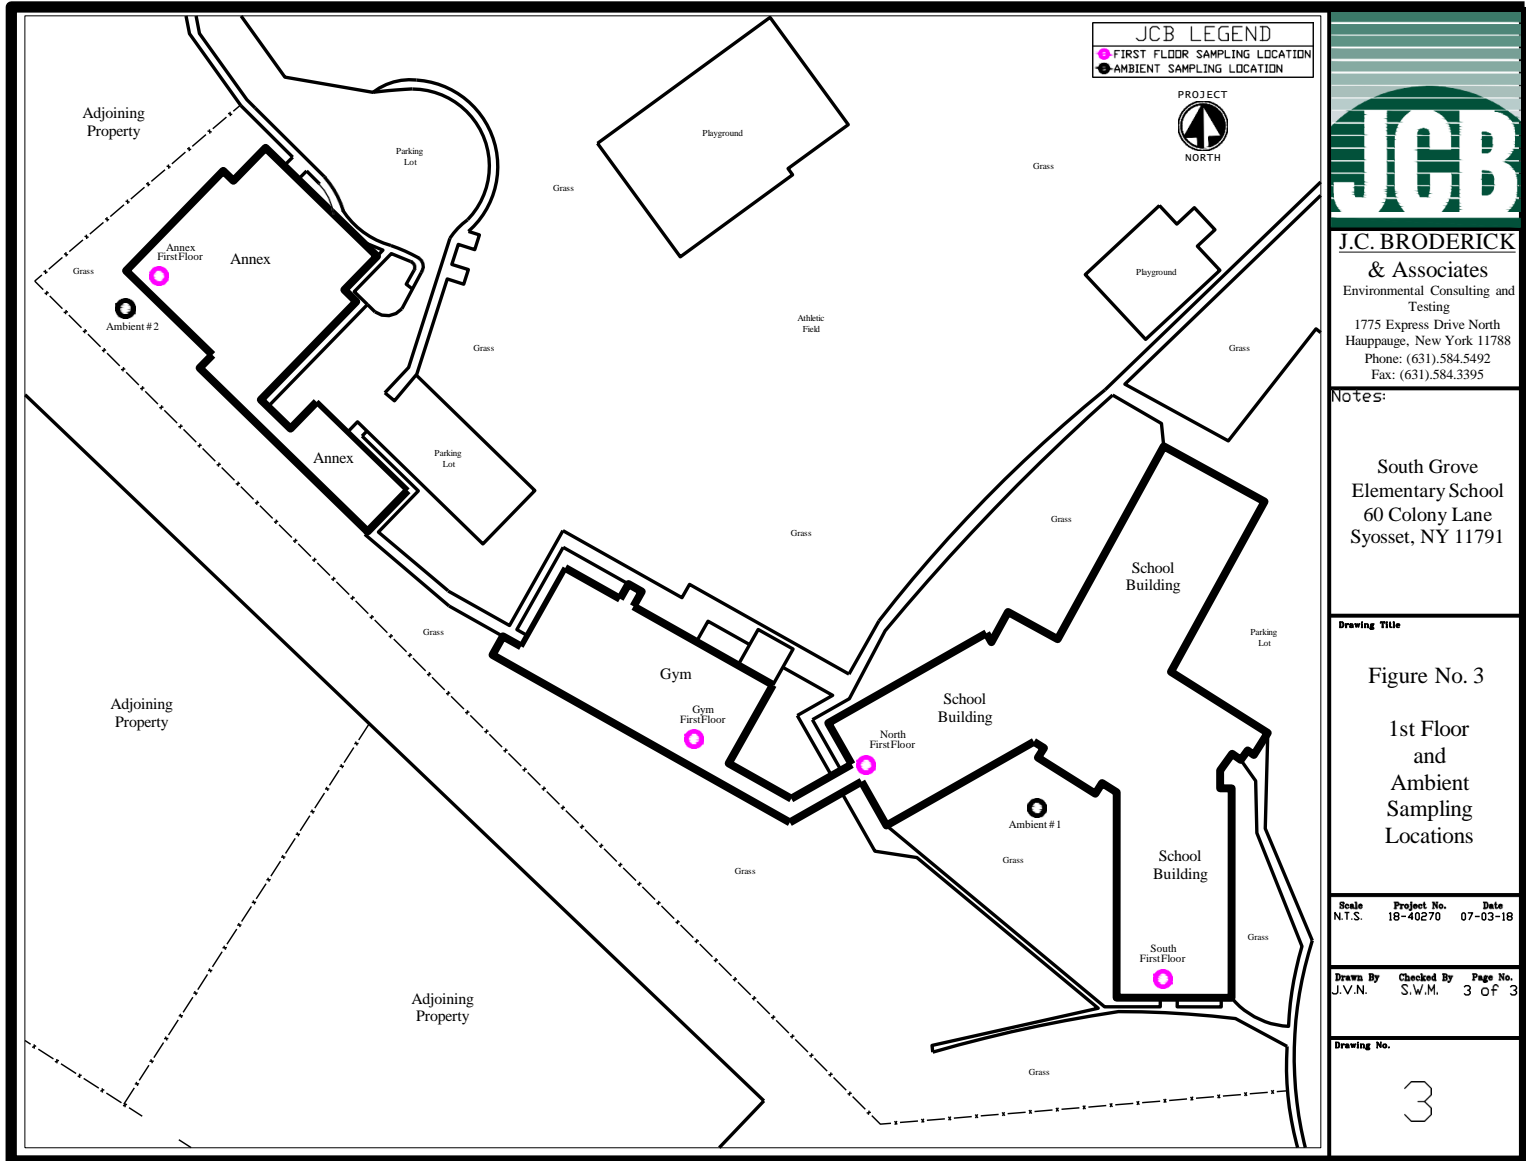 JCB LEGEND
FIRST FLOOR SAMPLING LOCATION
AMBIENT SAMPLING LOCATION
PROJECT
NORTH
Adjoining
Property
Parking
Lot
Playground
Grass
Grass
Annex
First Floor
Annex
Grass
Ambient # 2
Playground
Athletic
Field
Grass
Grass
Annex
Parking
Lot
Grass
Grass
School
Building
Grass
Parking
Lot
Gym
Gym
First Floor
School
Building
North
First Floor
Adjoining
Property
Ambient # 1
Grass
Grass
School
Building
South
First Floor
Grass
Adjoining
Property
Grass
JCB
J.C. BRODERICK
& Associates
Environmental Consulting and
Testing
1775 Express Drive North
Hauppauge, New York 11788
Phone: (631).584.5492
Fax: (631).584.3395
Notes:
South Grove
Elementary School
60 Colony Lane
Syosset, NY 11791
Drawing Title
Figure No. 3
1st Floor
and
Ambient
Sampling
Locations
Scale Project No. Date
N.T.S. 18-40270 07-03-18
Drawn By Checked By Page No.
J.V.N. S.W.M. 3 of 3
Drawing No.
3